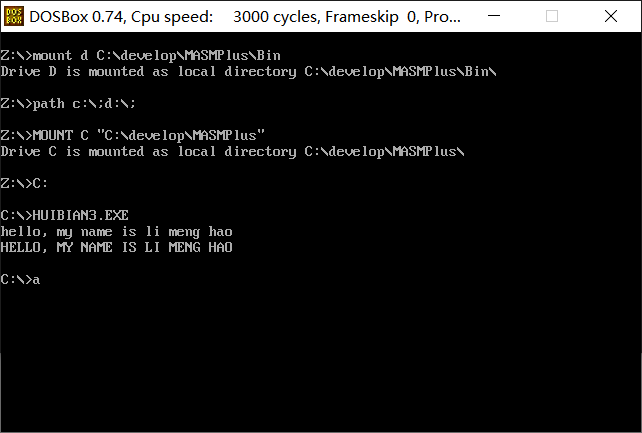 DOS
BOX
DOSBox 0.74, Cpu speed:    3000 cycles, Frameskip  0, Pro...
Z:\>mount d C:\develop\MASMPlus\Bin
Drive D is mounted as local directory C:\develop\MASMPlus\Bin\
Z:\>path c:\;d:\;
Z:\>MOUNT C "C:\develop\MASMPlus"
Drive C is mounted as local directory C:\develop\MASMPlus\
Z:\>C:
C:\>HUIBIAN3.EXE
hello, my name is li meng hao
HELLO, MY NAME IS LI MENG HAO
C:\>a